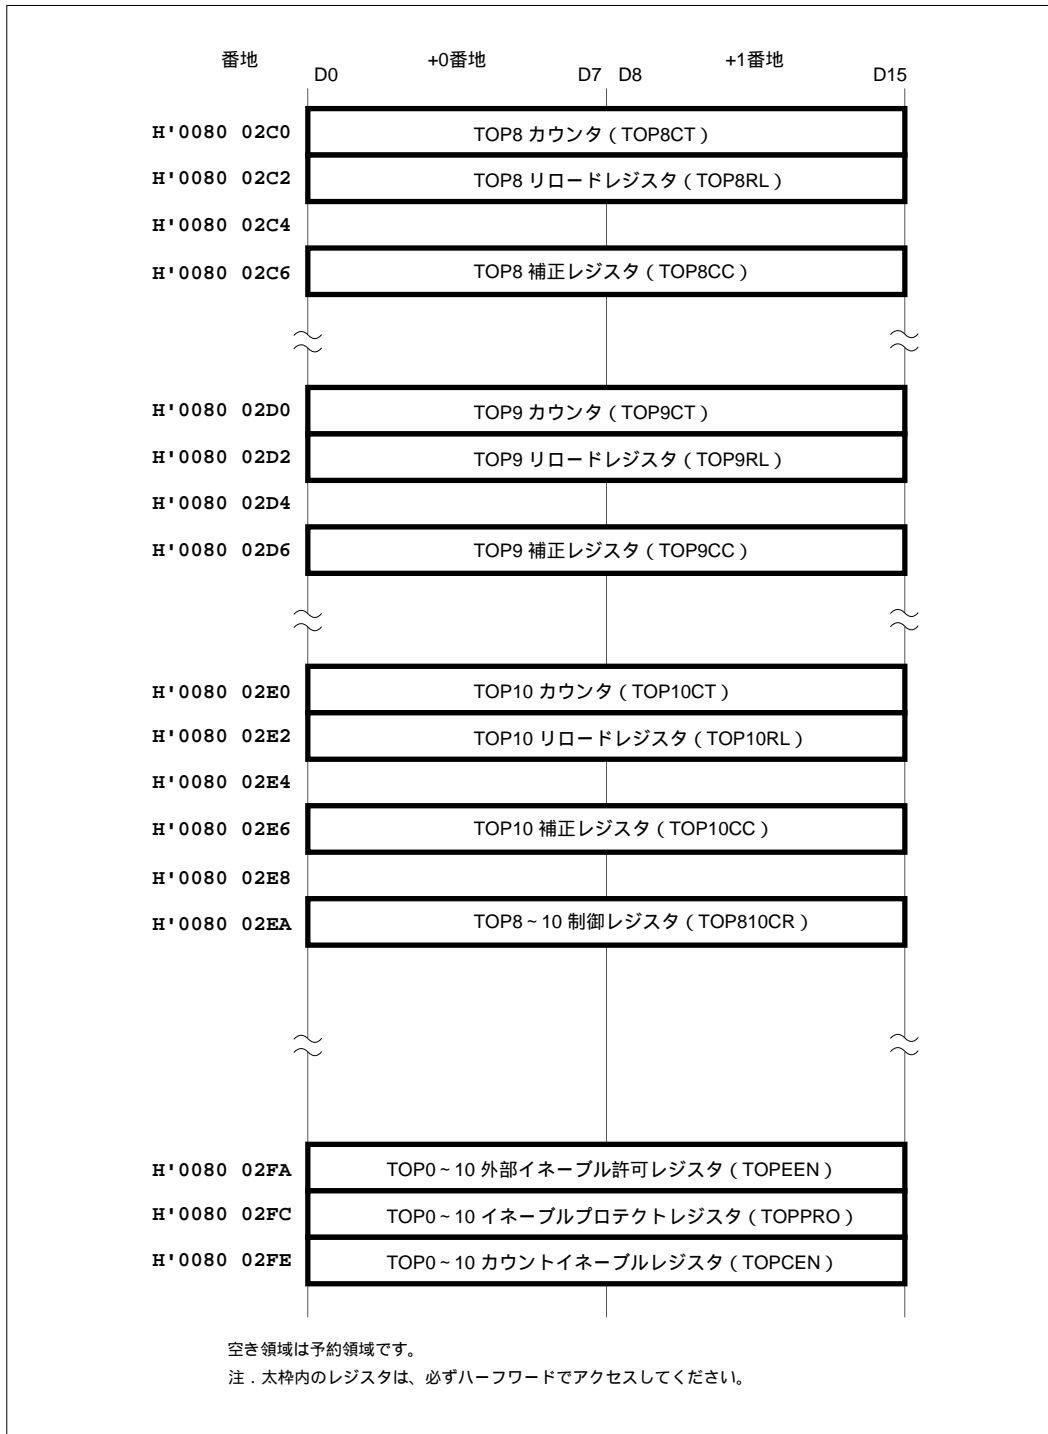 番地 +0番地 +1番地
D0 D7 D8 D15
H'0080 02C0 TOP8 カウンタ ( TOP8CT )
H'0080 02C2 TOP8 リロードレジスタ ( TOP8RL )
H'0080 02C4
H'0080 02C6 TOP8 補正レジスタ ( TOP8CC )
H'0080 02D0 TOP9 カウンタ ( TOP9CT )
H'0080 02D2 TOP9 リロードレジスタ ( TOP9RL )
H'0080 02D4
H'0080 02D6 TOP9 補正レジスタ ( TOP9CC )
H'0080 02E0 TOP10 カウンタ ( TOP10CT )
H'0080 02E2 TOP10 リロードレジスタ ( TOP10RL )
H'0080 02E4
H'0080 02E6 TOP10 補正レジスタ ( TOP10CC )
H'0080 02E8
H'0080 02EA TOP8 ~ 10 制御レジスタ ( TOP810CR )
H'0080 02FA TOP0 ~ 10 外部イネーブル許可レジスタ ( TOPEEN )
H'0080 02FC TOP0 ~ 10 イネーブルプロテクトレジスタ ( TOPPRO )
H'0080 02FE TOP0 ~ 10 カウントイネーブルレジスタ ( TOPCEN )
空き領域は予約領域です。
注．太枠内のレジスタは、必ずハーフワードでアクセスしてください。